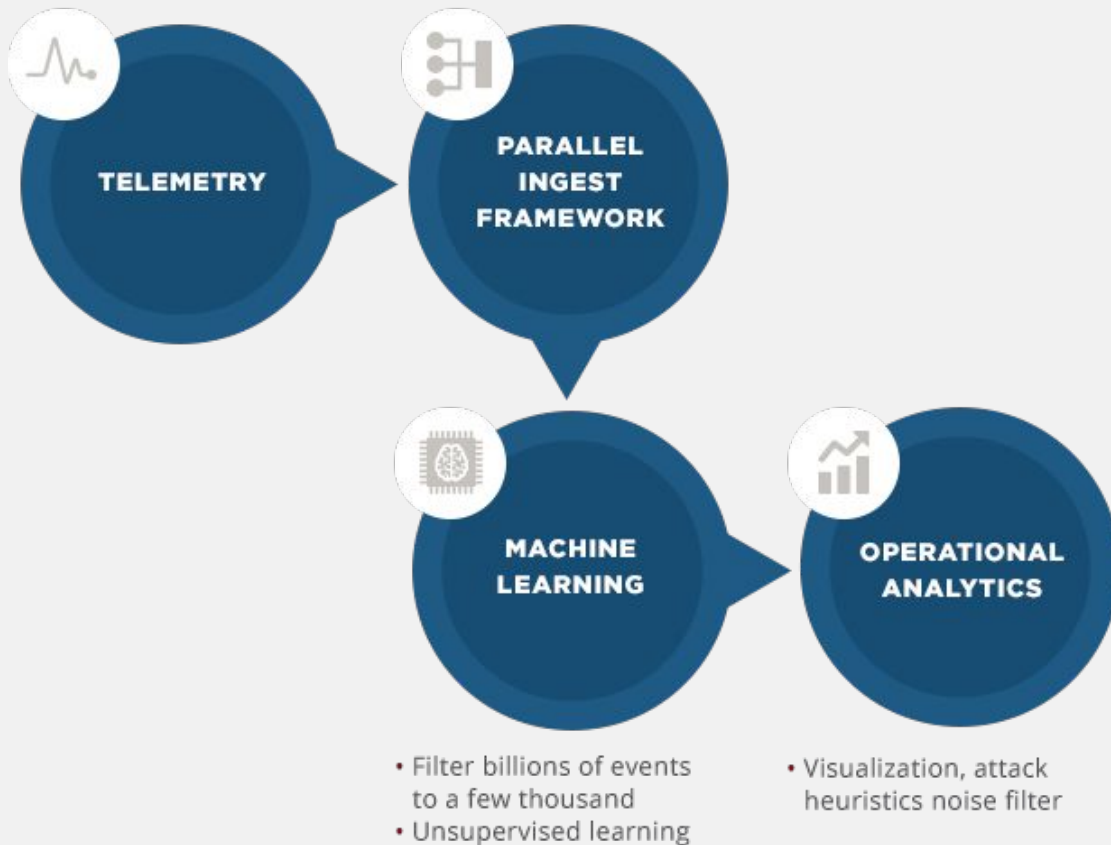 TELEMETRY
PARALLEL
INGEST
FRAMEWORK
MACHINE
LEARNING
OPERATIONAL
ANALYTICS
• Filter billions of events
to a few thousand
• Unsupervised learning
• Visualization, attack
heuristics noise filter